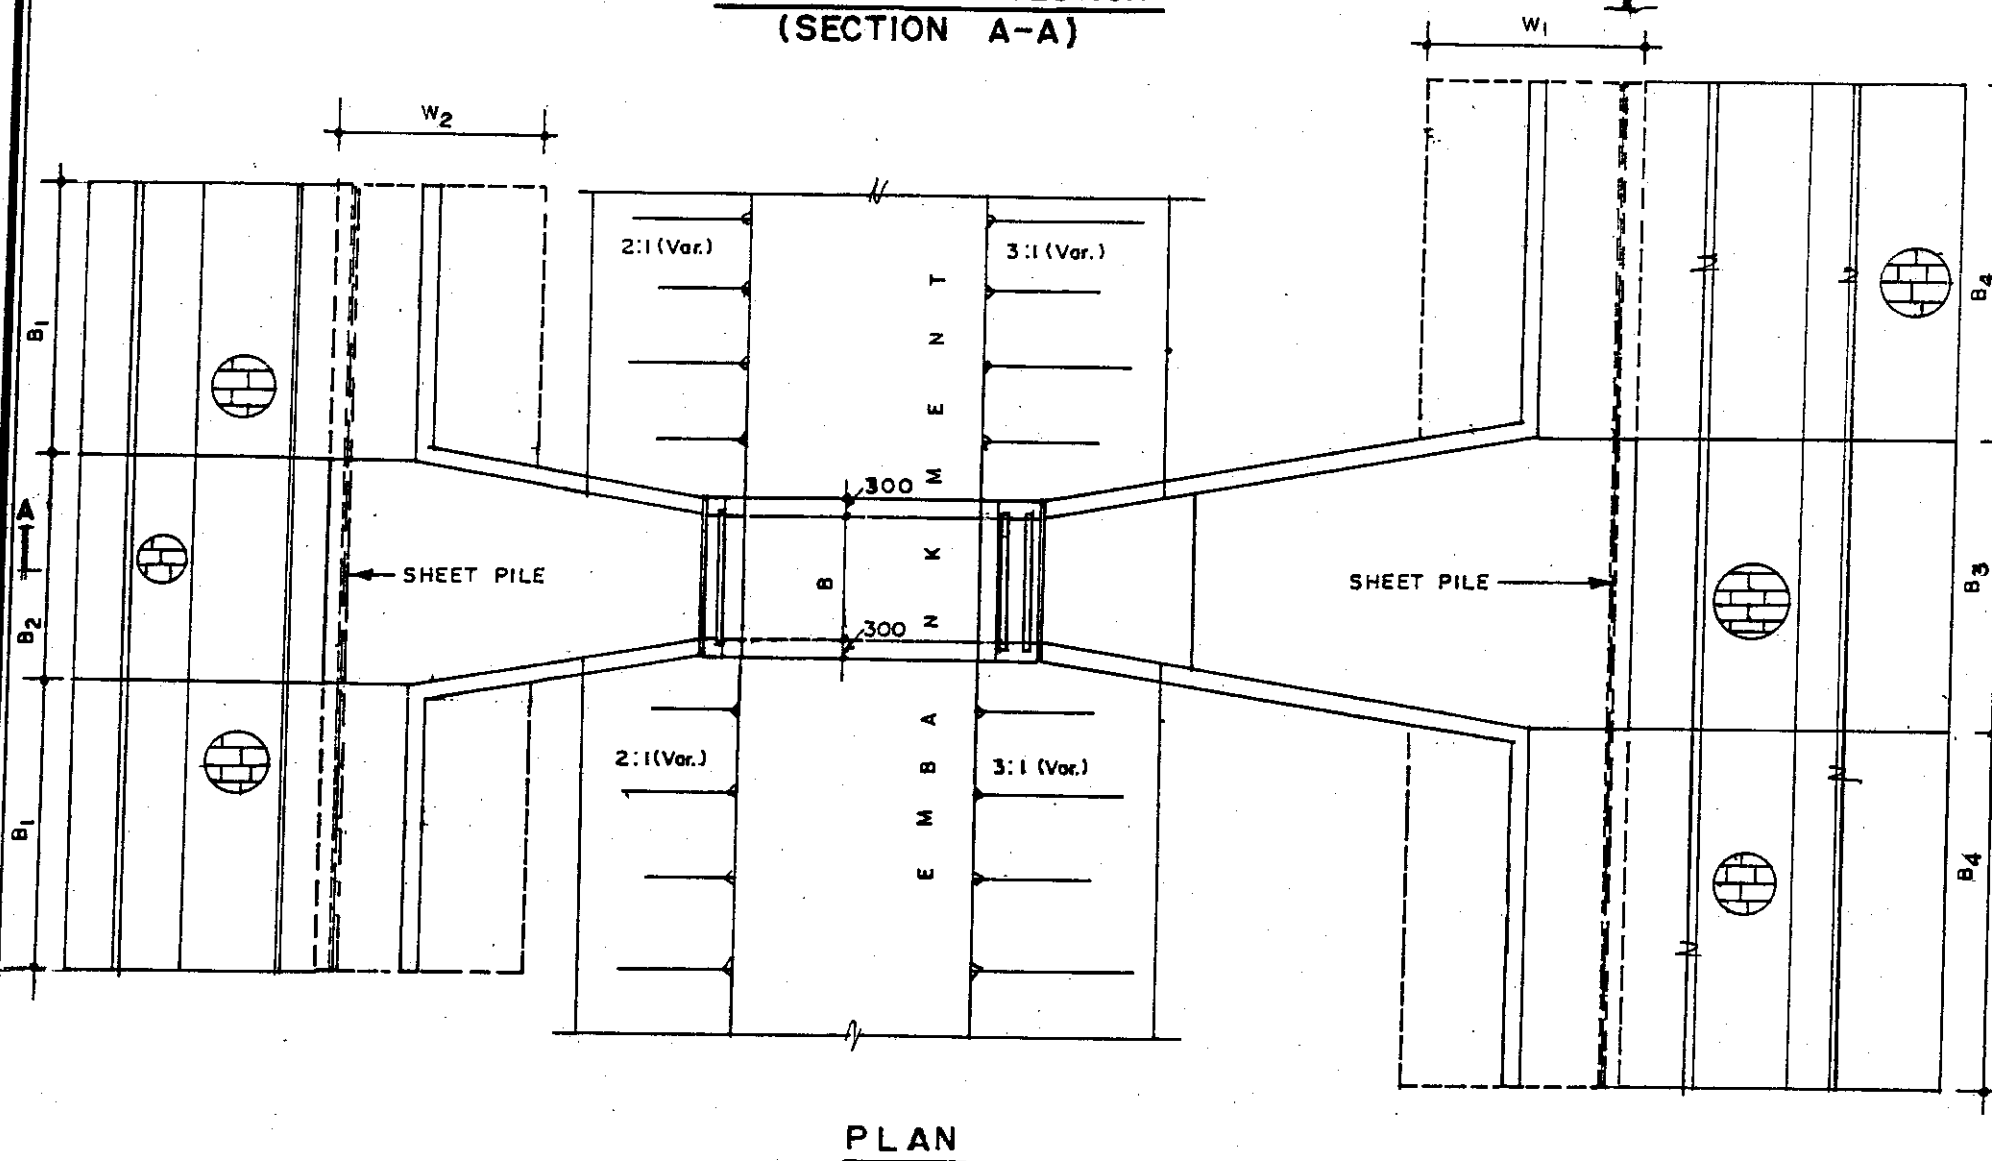 (SECTION A-A)
W1
W2
2:1 (Var.)
3:1 (Var.)
B1
B4
300
A
SHEET PILE
B
SHEET PILE
B3
B2
300
EMBANKMENT
2:1 (Var.)
3:1 (Var.)
B1
B4
PLAN